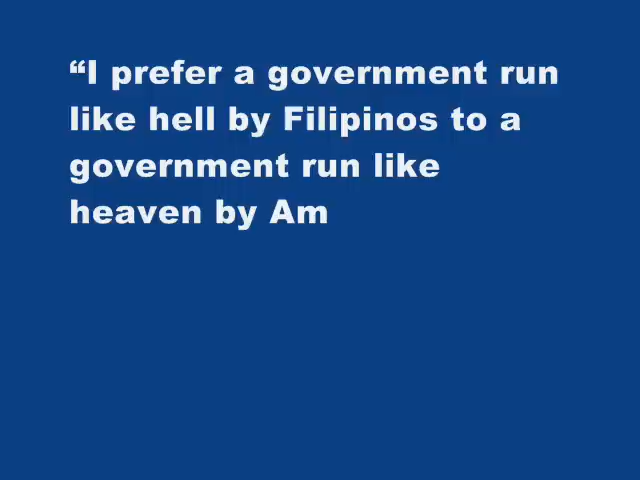 “I prefer a government run
like hell by Filipinos to a
government run like
heaven by Am